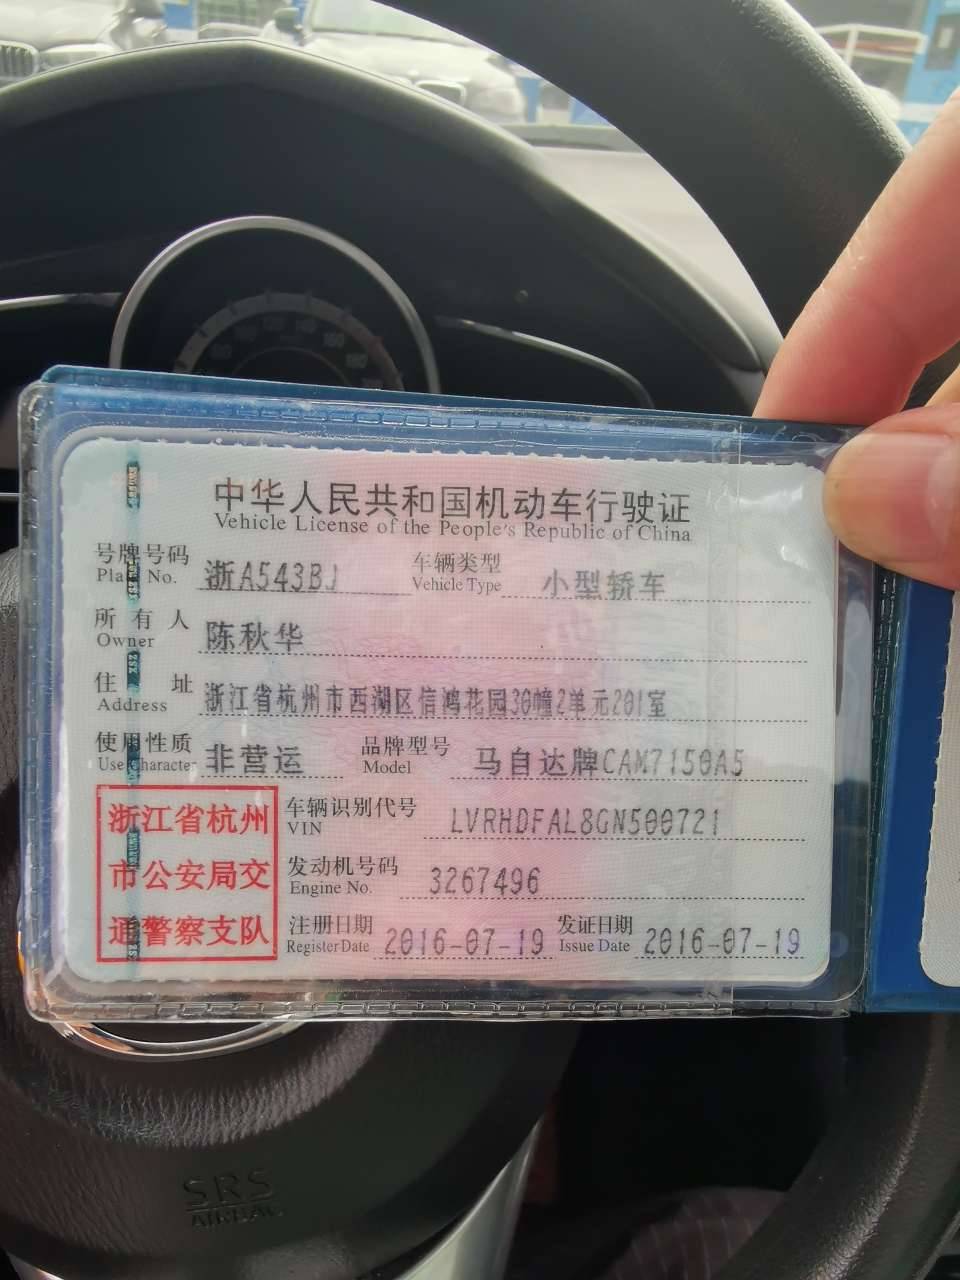 中华人民共和国机动车行驶证
Vehicle License of the People's Republic of China
号牌号码 浙A543BJ 车辆类型 小型轿车
Plate No. Vehicle Type
所有人 陈秋华
Owner
住址 浙江省杭州市西湖区信鸿花园30幢2单元201室
Address
使用性质 非营运 品牌型号 马自达牌CAM7150A5
Use Character Model
浙江省杭州
市公安局交
通警察支队
车辆识别代号 LVRHDFAL8GN500721
VIN
发动机号码 3267496
Engine No.
注册日期 2016-07-19 发证日期 2016-07-19
Register Date Issue Date
SRS
AIRBAG